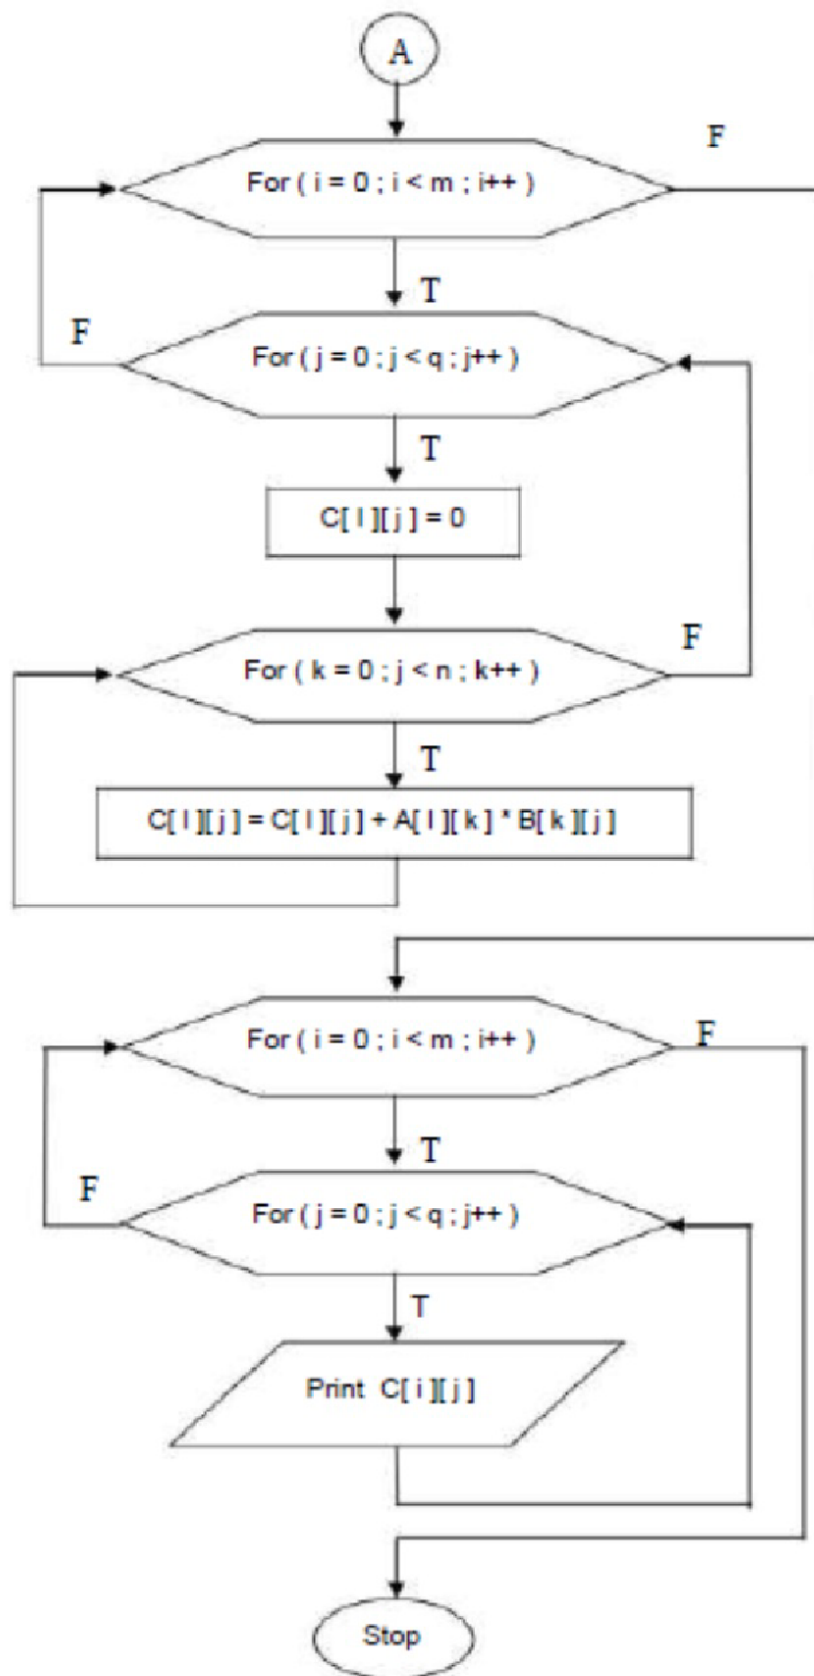 A
F
For ( i = 0 ; i < m ; i++ )
T
F
For ( j = 0 ; j < q ; j++ )
T
C[ I ][ j ] = 0
F
For ( k = 0 ; j < n ; k++ )
T
C[ I ][ j ] = C[ I ][ j ] + A[ I ][ k ] * B[ k ][ j ]
For ( i = 0 ; i < m ; i++ )
F
T
F
For ( j = 0 ; j < q ; j++ )
T
Print C[ i ][ j ]
Stop